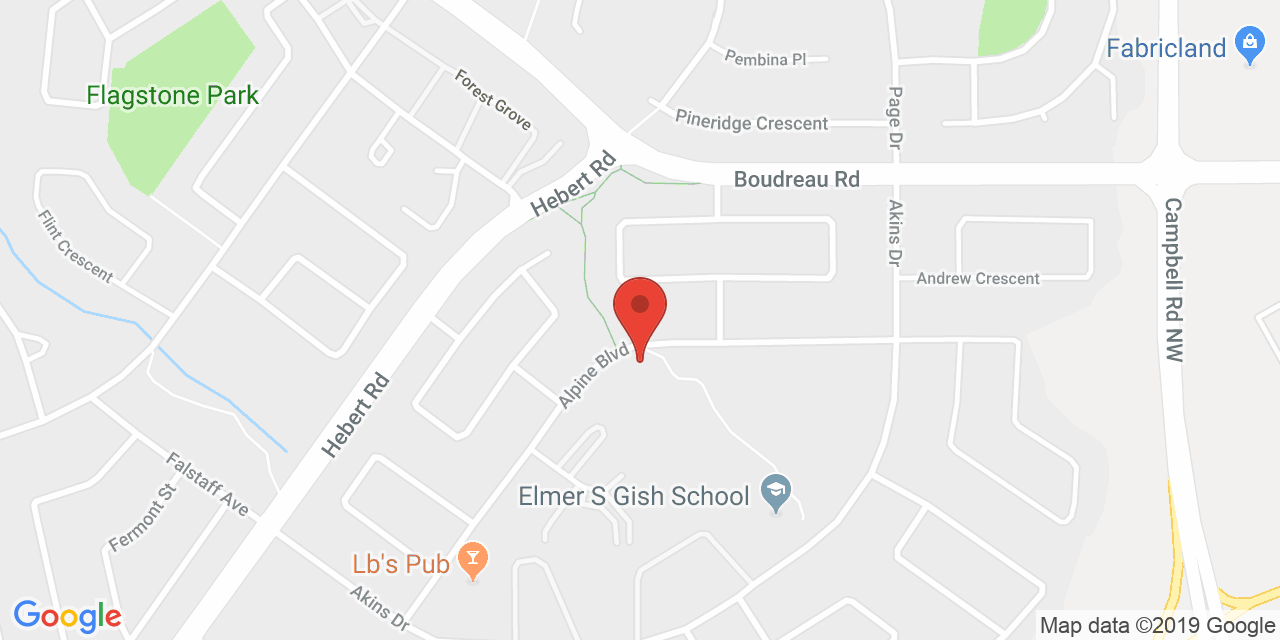 Fabricland
Pembina Pl
Forest Grove
Flagstone Park
Page Dr
Pineridge Crescent
Hebert Rd
Boudreau Rd
Akins Dr
Campbell Rd NW
Flint Crescent
Andrew Crescent
Alpine Blvd
Hebert Rd
Falstaff Ave
Fermont St
Elmer S Gish School
Lb's Pub
Akins Dr
Google
Map data ©2019 Google